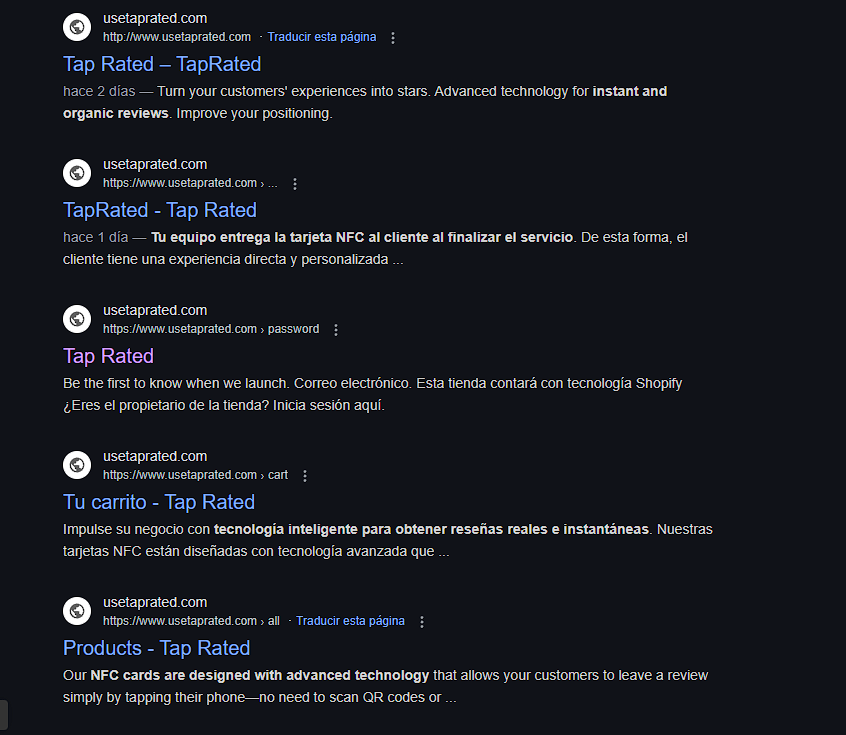 usetaprated.com
http://www.usetaprated.com · Traducir esta página
Tap Rated – TapRated
hace 2 días — Turn your customers' experiences into stars. Advanced technology for instant and
organic reviews. Improve your positioning.
usetaprated.com
https://www.usetaprated.com › ...
TapRated - Tap Rated
hace 1 día — Tu equipo entrega la tarjeta NFC al cliente al finalizar el servicio. De esta forma, el
cliente tiene una experiencia directa y personalizada ...
usetaprated.com
https://www.usetaprated.com › password
Tap Rated
Be the first to know when we launch. Correo electrónico. Esta tienda contará con tecnología Shopify
¿Eres el propietario de la tienda? Inicia sesión aquí.
usetaprated.com
https://www.usetaprated.com › cart
Tu carrito - Tap Rated
Impulse su negocio con tecnología inteligente para obtener reseñas reales e instantáneas. Nuestras
tarjetas NFC están diseñadas con tecnología avanzada que ...
usetaprated.com
https://www.usetaprated.com › all · Traducir esta página
Products - Tap Rated
Our NFC cards are designed with advanced technology that allows your customers to leave a review
simply by tapping their phone—no need to scan QR codes or ...